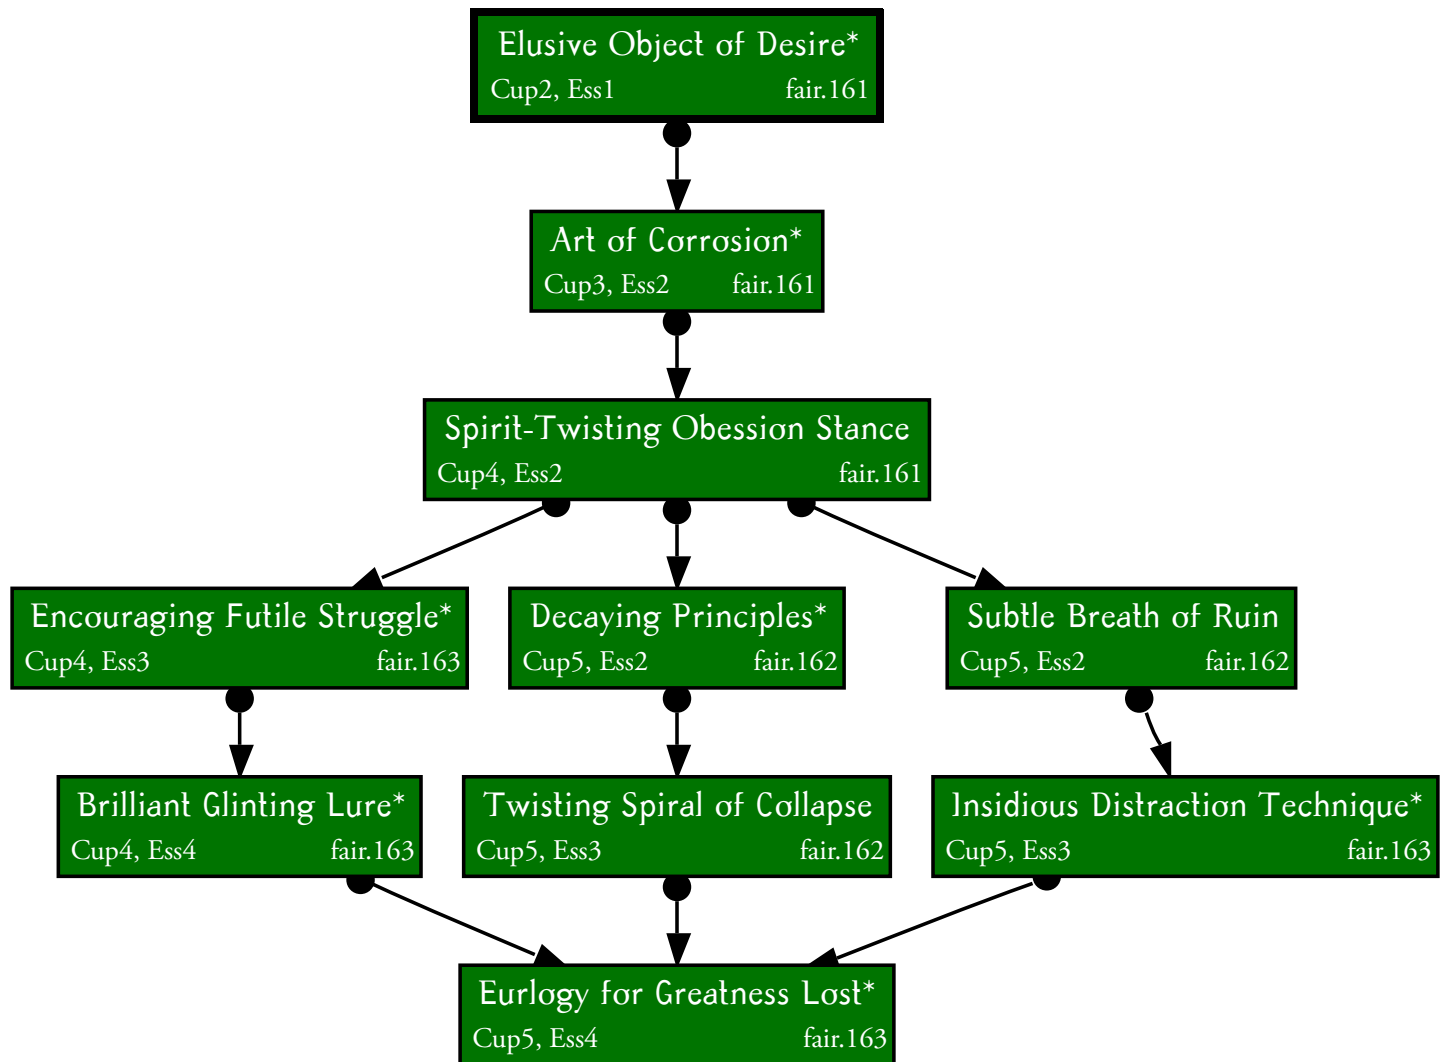 Elusive Object of Desire*
Cup2, Ess1 fair.161
Art of Corrosion*
Cup3, Ess2 fair.161
Spirit-Twisting Obession Stance
Cup4, Ess2 fair.161
Encouraging Futile Struggle*
Cup4, Ess3 fair.163
Decaying Principles*
Cup5, Ess2 fair.162
Subtle Breath of Ruin
Cup5, Ess2 fair.162
Brilliant Glinting Lure*
Cup4, Ess4 fair.163
Twisting Spiral of Collapse
Cup5, Ess3 fair.162
Insidious Distraction Technique*
Cup5, Ess3 fair.163
Eurlogy for Greatness Lost*
Cup5, Ess4 fair.163